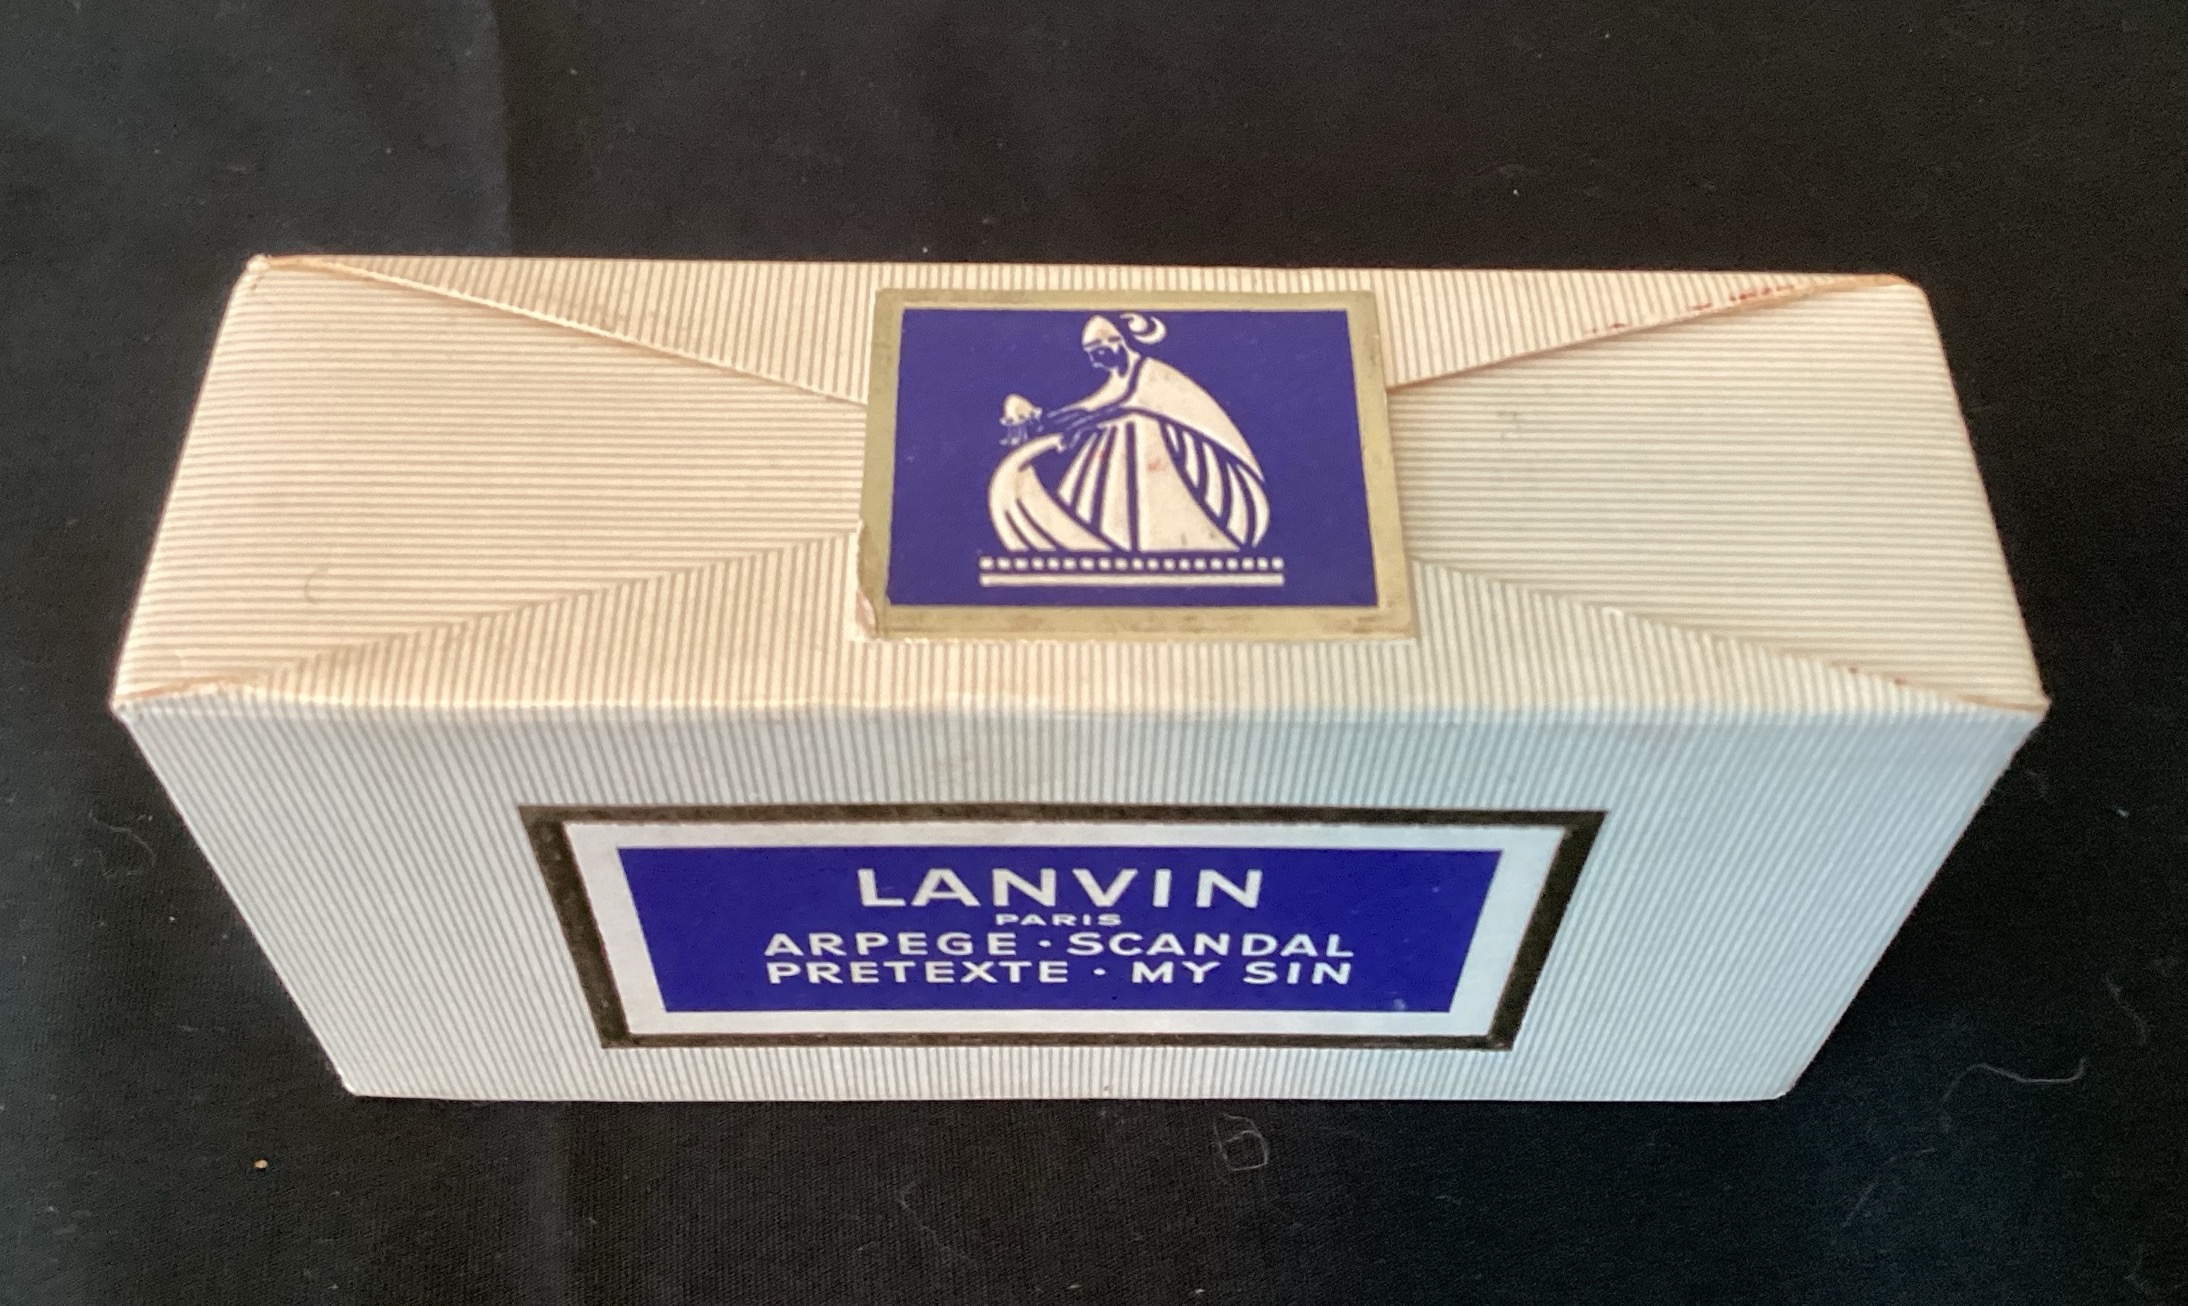 LANVIN
PARIS
ARPEGE · SCANDAL
PRETEXTE · MY SIN